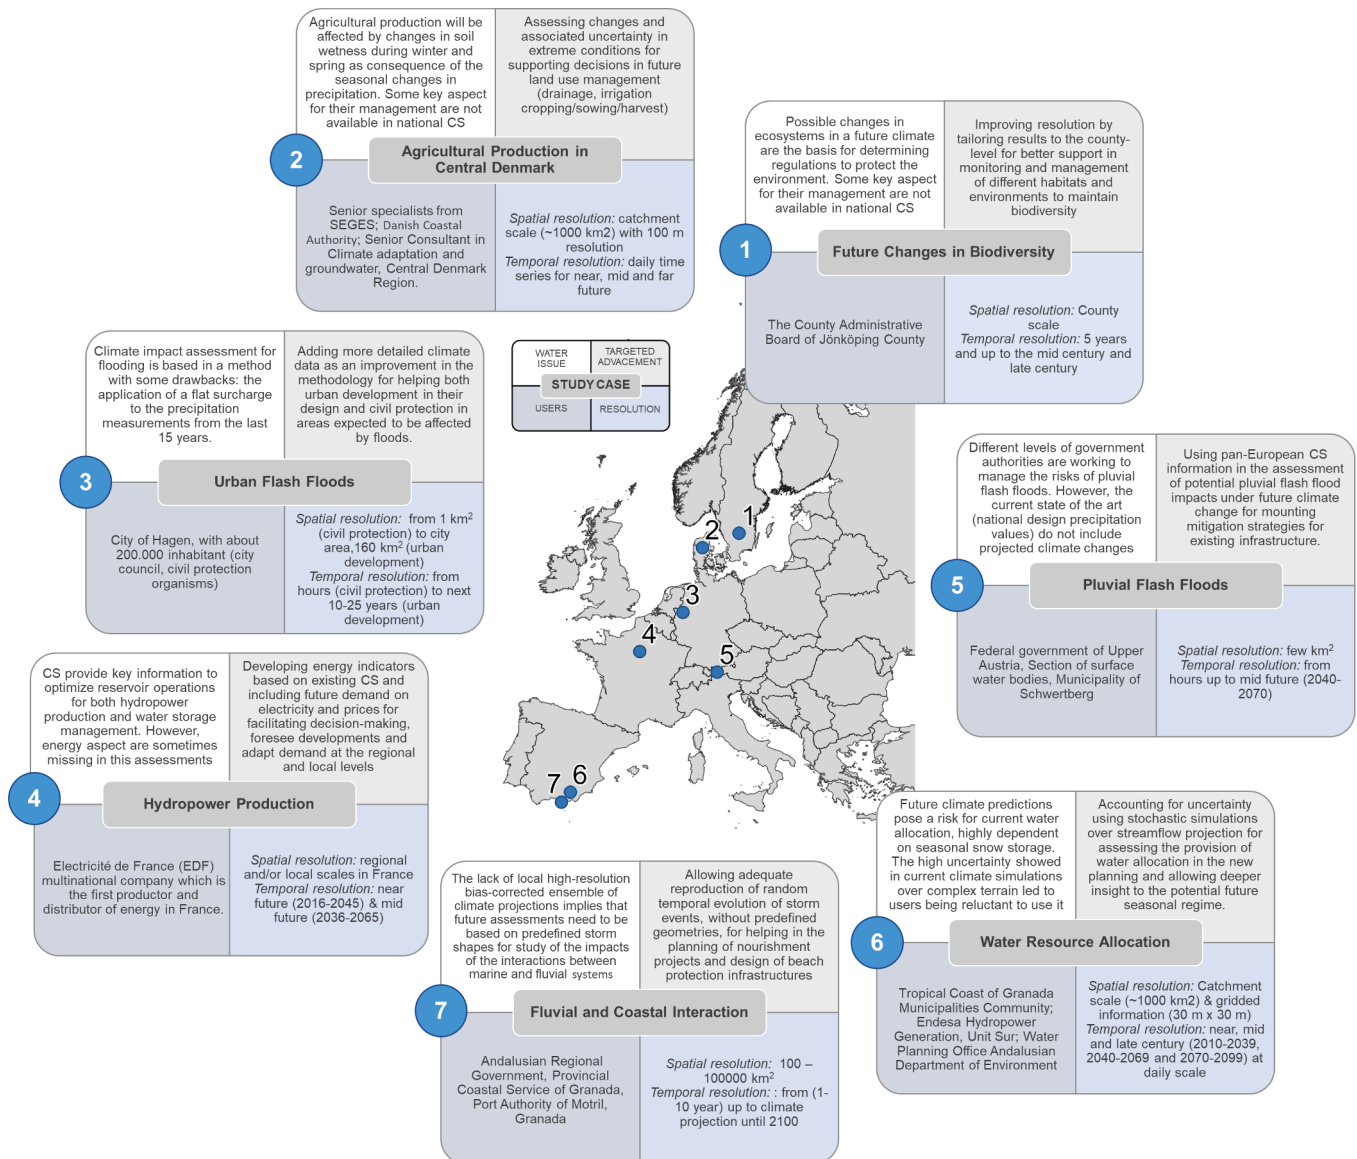 Agricultural production will be
affected by changes in soil
wetness during winter and
spring as consequence of the
seasonal changes in
precipitation. Some key aspect
for their management are not
available in national CS
Assessing changes and
associated uncertainty in
extreme conditions for
supporting decisions in future
land use management
(drainage, irrigation
cropping/sowing/harvest)
2
Agricultural Production in
Central Denmark
Senior specialists from
SEGES; Danish Coastal
Authority; Senior Consultant in
Climate adaptation and
groundwater, Central Denmark
Region.
Spatial resolution: catchment
scale (~1000 km2) with 100 m
resolution
Temporal resolution: daily time
series for near, mid and far
future
Possible changes in
ecosystems in a future climate
are the basis for determining
regulations to protect the
environment. Some key aspect
for their management are not
available in national CS
Improving resolution by
tailoring results to the county-
level for better support in
monitoring and management
of different habitats and
environments to maintain
biodiversity
1
Future Changes in Biodiversity
The County Administrative
Board of Jönköping County
Spatial resolution: County
scale
Temporal resolution: 5 years
and up to the mid century and
late century
WATER
ISSUE
TARGETED
ADVACEMENT
STUDY CASE
USERS
RESOLUTION
Climate impact assessment for
flooding is based in a method
with some drawbacks: the
application of a flat surcharge
to the precipitation
measurements from the last
15 years.
Adding more detailed climate
data as an improvement in the
methodology for helping both
urban development in their
design and civil protection in
areas expected to be affected
by floods.
3
Urban Flash Floods
City of Hagen, with about
200.000 inhabitant (city
council, civil protection
organisms)
Spatial resolution: from 1 km²
(civil protection) to city
area,160 km² (urban
development)
Temporal resolution: from
hours (civil protection) to next
10-25 years (urban
development)
Different levels of government
authorities are working to
manage the risks of pluvial
flash floods. However, the
current state of the art
(national design precipitation
values) do not include
projected climate changes
Using pan-European CS
information in the assessment
of potential pluvial flash flood
impacts under future climate
change for mounting
mitigation strategies for
existing infrastructure.
5
Pluvial Flash Floods
Federal government of Upper
Austria, Section of surface
water bodies, Municipality of
Schwertberg
Spatial resolution: few km²
Temporal resolution: from
hours up to mid future (2040-
2070)
1
2
3
4
5
6
7
CS provide key information to
optimize reservoir operations
for both hydropower
production and water storage
management. However,
energy aspect are sometimes
missing in this assessments
Developing energy indicators
based on existing CS and
including future demand on
electricity and prices for
facilitating decision-making,
foresee developments and
adapt demand at the regional
and local levels
4
Hydropower Production
Electricité de France (EDF)
multinational company which is
the first productor and
distributor of energy in France.
Spatial resolution: regional
and/or local scales in France
Temporal resolution: near
future (2016-2045) & mid
future (2036-2065)
Future climate predictions
pose a risk for current water
allocation, highly dependent
on seasonal snow storage.
The high uncertainty showed
in current climate simulations
over complex terrain led to
users being reluctant to use it
Accounting for uncertainty
using stochastic simulations
over streamflow projection for
assessing the provision of
water allocation in the new
planning and allowing deeper
insight to the potential future
seasonal regime.
6
Water Resource Allocation
Tropical Coast of Granada
Municipalities Community;
Endesa Hydropower
Generation, Unit Sur; Water
Planning Office Andalusian
Department of Environment
Spatial resolution: Catchment
scale (~1000 km2) & gridded
information (30 m x 30 m)
Temporal resolution: near, mid
and late century (2010-2039,
2040-2069 and 2070-2099) at
daily scale
The lack of local high-resolution
bias-corrected ensemble of
climate projections implies that
future assessments need to be
based on predefined storm
shapes for study of the impacts
of the interactions between
marine and fluvial systems
Allowing adequate
reproduction of random
temporal evolution of storm
events, without predefined
geometries, for helping in the
planning of nourishment
projects and design of beach
protection infrastructures
7
Fluvial and Coastal Interaction
Andalusian Regional
Government, Provincial
Coastal Service of Granada,
Port Authority of Motril,
Granada
Spatial resolution: 100 –
100000 km²
Temporal resolution: : from (1-
10 year) up to climate
projection until 2100